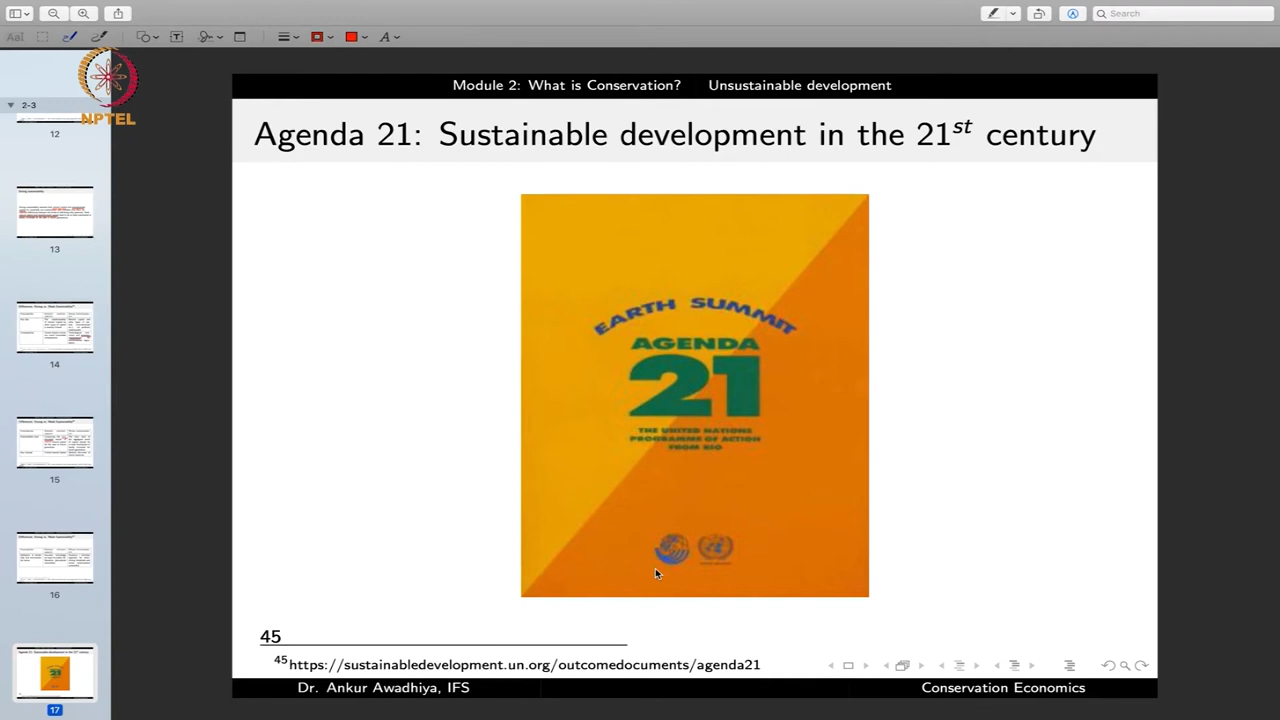 Search
NPTEL
2-3
12
13
14
15
16
17
Module 2: What is Conservation? Unsustainable development
Agenda 21: Sustainable development in the 21st century
EARTH SUMMIT
AGENDA
21
THE UNITED NATIONS
PROGRAMME OF ACTION
FROM RIO
45
45https://sustainabledevelopment.un.org/outcomedocuments/agenda21
Dr. Ankur Awadhiya, IFS Conservation Economics